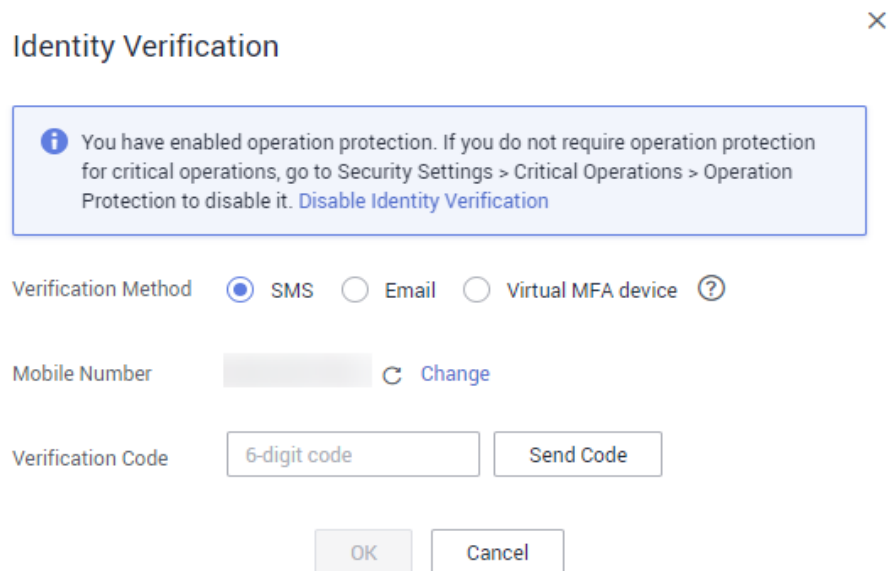 Identity Verification
You have enabled operation protection. If you do not require operation protection
for critical operations, go to Security Settings > Critical Operations > Operation
Protection to disable it. Disable Identity Verification
Verification Method SMS Email Virtual MFA device
Mobile Number Change
Verification Code 6-digit code Send Code
OK Cancel